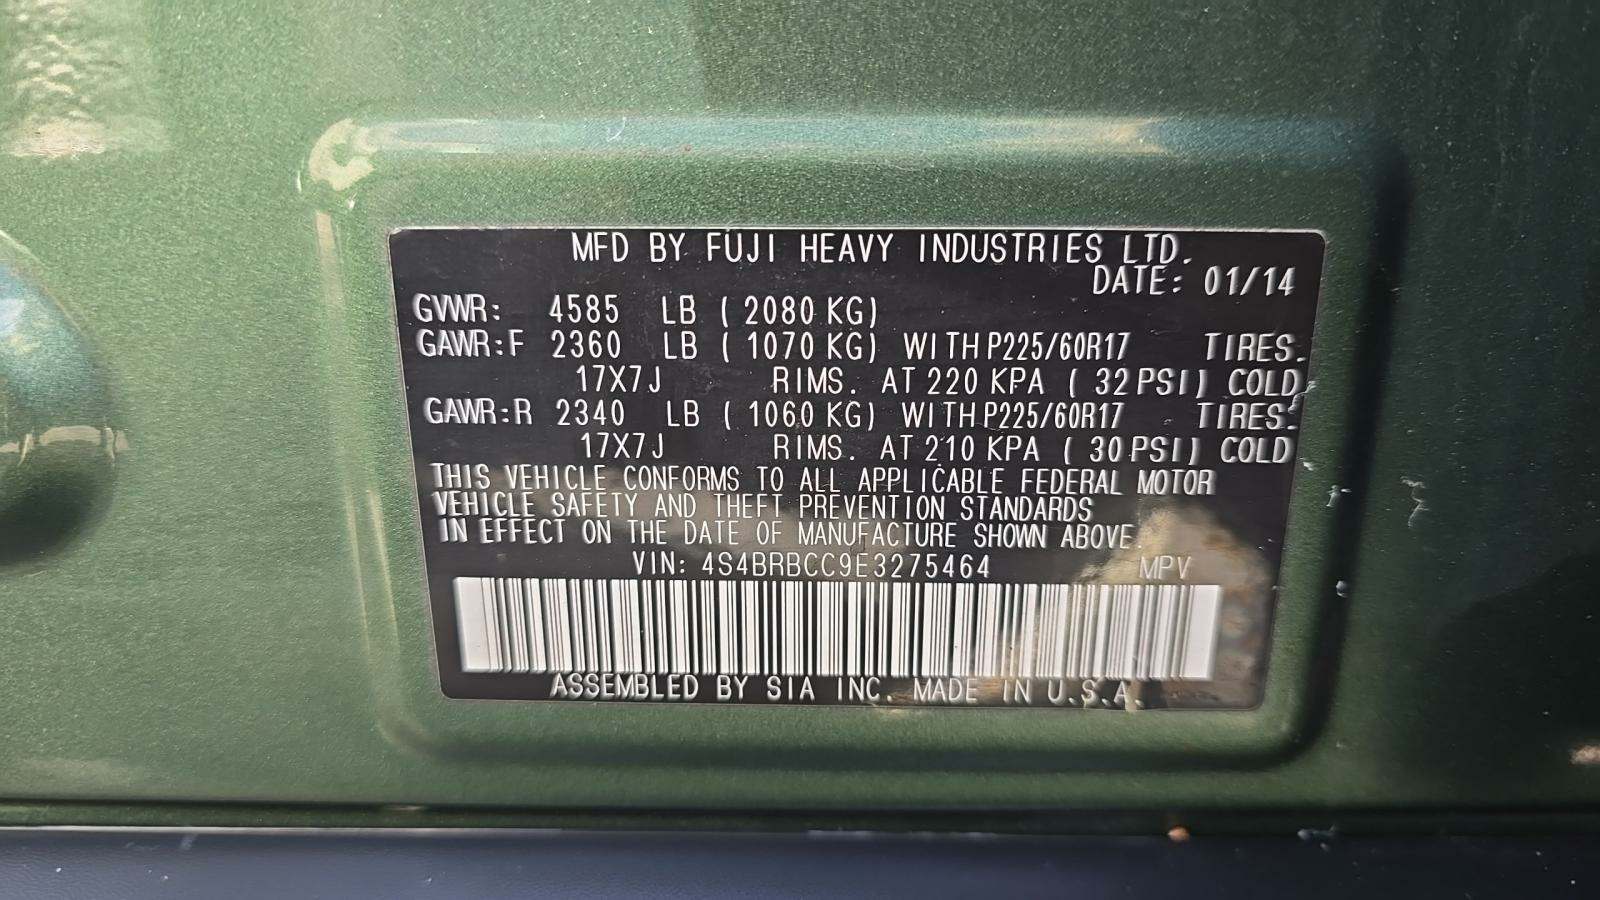 MFD BY FUJI HEAVY INDUSTRIES LTD.
DATE: 01/14
GVWR: 4585 LB ( 2080 KG)
GAWR:F 2360 LB ( 1070 KG) WITH P225/60R17 TIRES.
17X7J RIMS. AT 220 KPA ( 32 PSI) COLD
GAWR:R 2340 LB ( 1060 KG) WITH P225/60R17 TIRES.
17X7J RIMS. AT 210 KPA ( 30 PSI) COLD
THIS VEHICLE CONFORMS TO ALL APPLICABLE FEDERAL MOTOR
VEHICLE SAFETY AND THEFT PREVENTION STANDARDS
IN EFFECT ON THE DATE OF MANUFACTURE SHOWN ABOVE.
VIN: 4S4BRBCC9E3275464 MPV
ASSEMBLED BY SIA INC. MADE IN U.S.A.